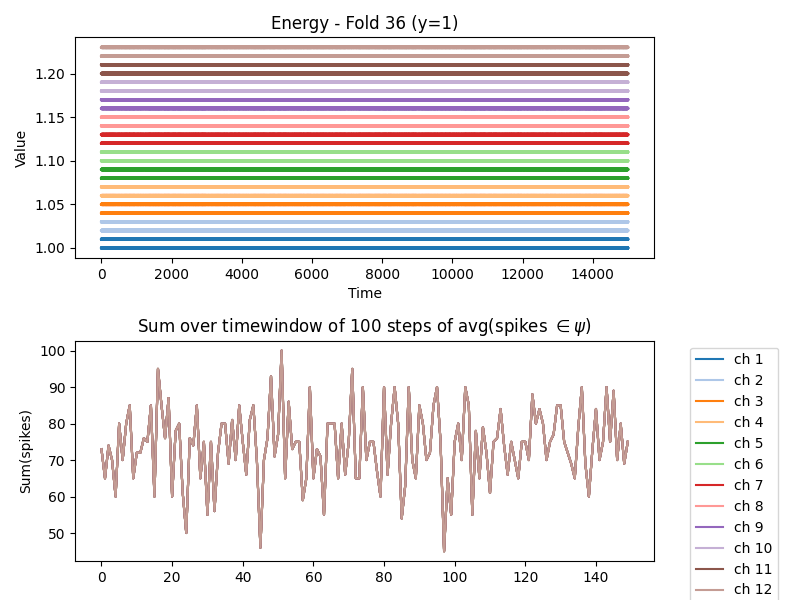 Energy - Fold 36 (y=1)
Value
1.20
1.15
1.10
1.05
1.00
0 2000 4000 6000 8000 10000 12000 14000
Time
Sum over timewindow of 100 steps of avg(spikes ∈ ψ)
Sum(spikes)
100
90
80
70
60
50
0 20 40 60 80 100 120 140
ch 1
ch 2
ch 3
ch 4
ch 5
ch 6
ch 7
ch 8
ch 9
ch 10
ch 11
ch 12